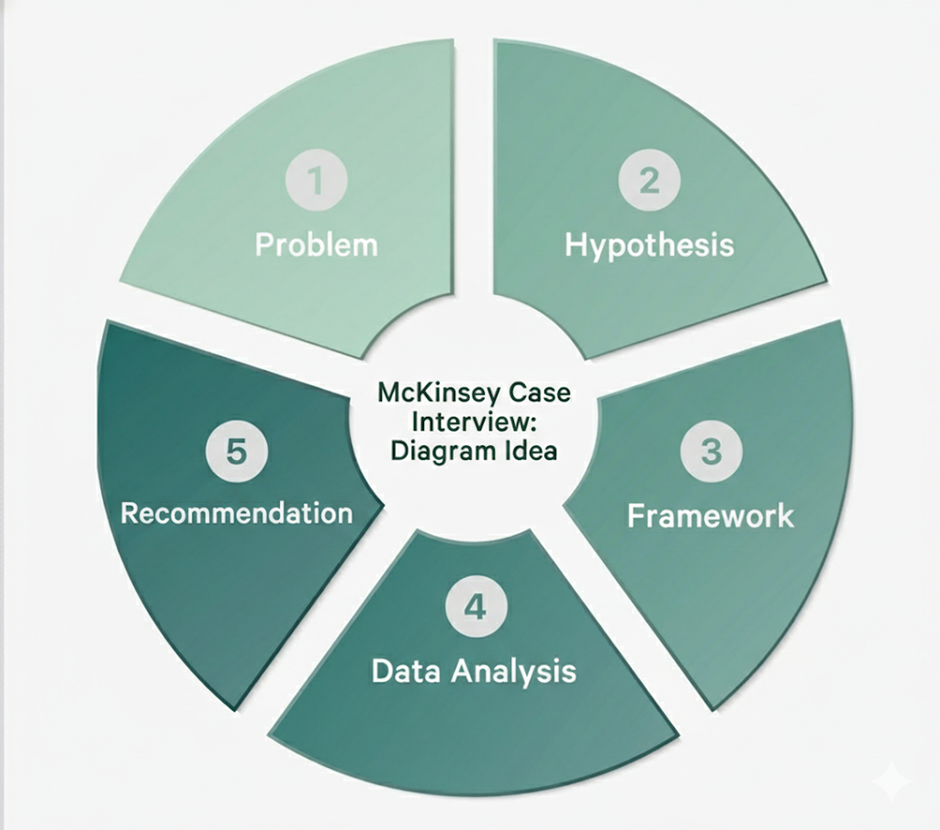 1
Problem
2
Hypothesis
3
Framework
4
Data Analysis
5
Recommendation
McKinsey Case
Interview:
Diagram Idea